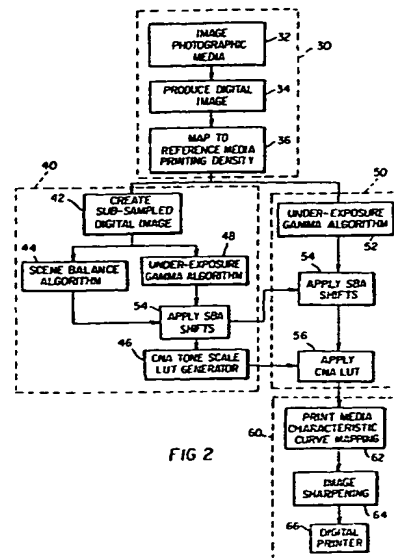 IMAGE
PHOTOGRAPHIC
MEDIA
32
30
PRODUCE DIGITAL
IMAGE
34
MAP TO
REFERENCE MEDIA
PRINTING DENSITY
36
40
42
CREATE
SUB-SAMPLED
DIGITAL IMAGE
44
SCENE BALANCE
ALGORITHM
48
UNDER-EXPOSURE
GAMMA ALGORITHM
54
APPLY SBA
SHIFTS
46
CNA TONE SCALE
LUT GENERATOR
50
UNDER-EXPOSURE
GAMMA ALGORITHM
52
54
APPLY SBA
SHIFTS
56
APPLY
CNA LUT
60
PRINT MEDIA
CHARACTERISTIC
CURVE MAPPING
62
IMAGE
SHARPENING
64
66
DIGITAL
PRINTER
FIG 2